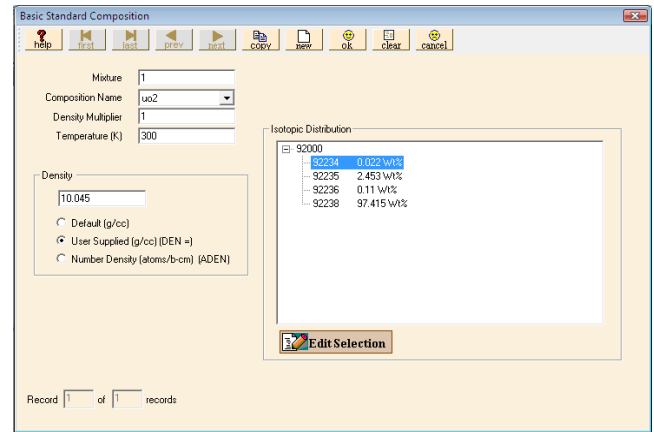 Basic Standard Composition
help first last prev next copy new ok clear cancel
Mixture 1
Composition Name uo2
Density Multiplier 1
Temperature (K) 300
Isotopic Distribution
92000
92234 0.022 Wt%
92235 2.453 Wt%
92236 0.11 Wt%
92238 97.415 Wt%
Density
10.045
Default (g/cc)
User Supplied (g/cc) (DEN =)
Number Density (atoms/b-cm) (ADEN)
Edit Selection
Record 1 of 1 records